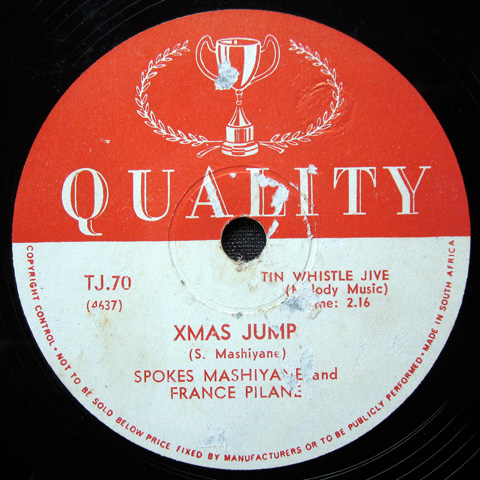 QUALITY
TJ.70
(4637)
TIN WHISTLE JIVE
(Melody Music)
Time: 2.16
XMAS JUMP
(S. Mashiyane)
SPOKES MASHIYANE and
FRANCE PILANE
COPYRIGHT CONTROL • NOT TO BE SOLD BELOW PRICE FIXED BY MANUFACTURERS OR TO BE PUBLICLY PERFORMED • MADE IN SOUTH AFRICA